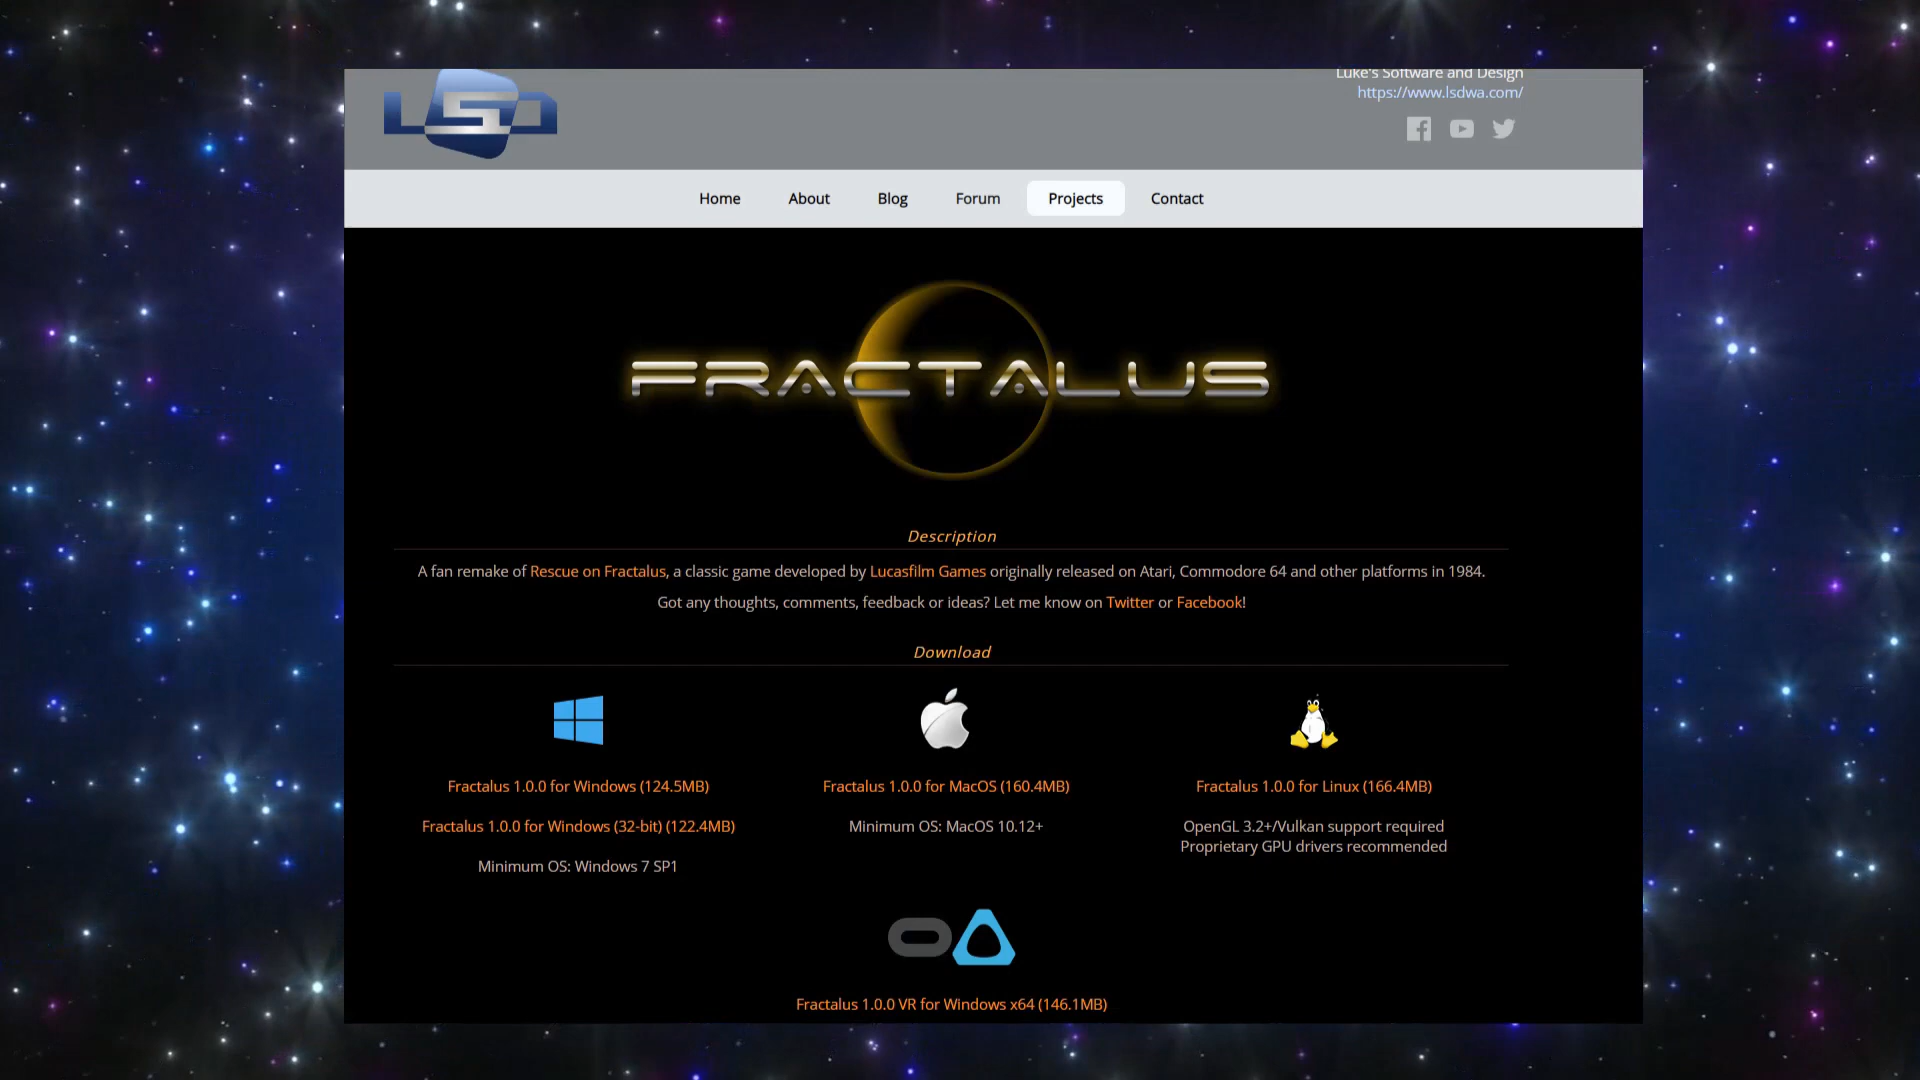 LSD
Luke's Software and Design
https://www.lsdwa.com/
Home About Blog Forum Projects Contact
FRACTALUS
Description
A fan remake of Rescue on Fractalus, a classic game developed by Lucasfilm Games originally released on Atari, Commodore 64 and other platforms in 1984.
Got any thoughts, comments, feedback or ideas? Let me know on Twitter or Facebook!
Download
Fractalus 1.0.0 for Windows (124.5MB)
Fractalus 1.0.0 for Windows (32-bit) (122.4MB)
Minimum OS: Windows 7 SP1
Fractalus 1.0.0 for MacOS (160.4MB)
Minimum OS: MacOS 10.12+
Fractalus 1.0.0 for Linux (166.4MB)
OpenGL 3.2+/Vulkan support required
Proprietary GPU drivers recommended
Fractalus 1.0.0 VR for Windows x64 (146.1MB)